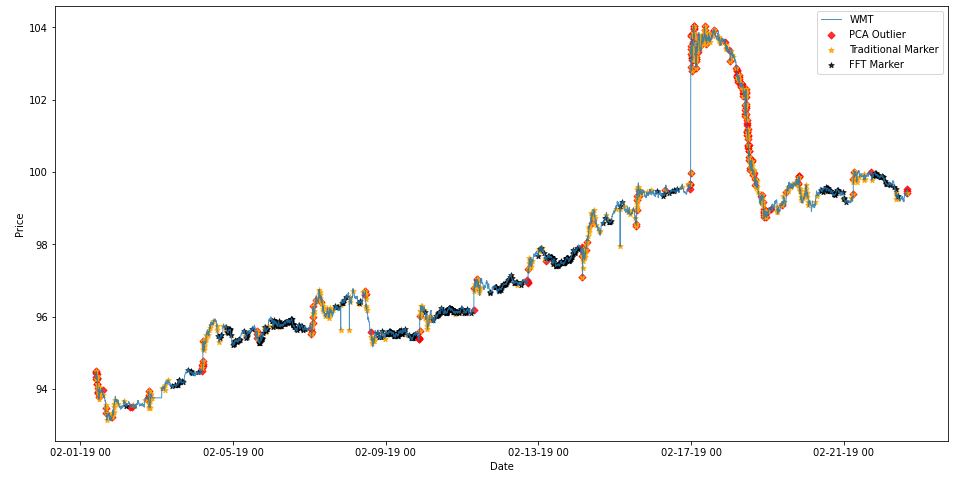 WMT
PCA Outlier
Traditional Marker
FFT Marker
104
102
100
98
96
94
Price
02-01-19 00
02-05-19 00
02-09-19 00
02-13-19 00
02-17-19 00
02-21-19 00
Date